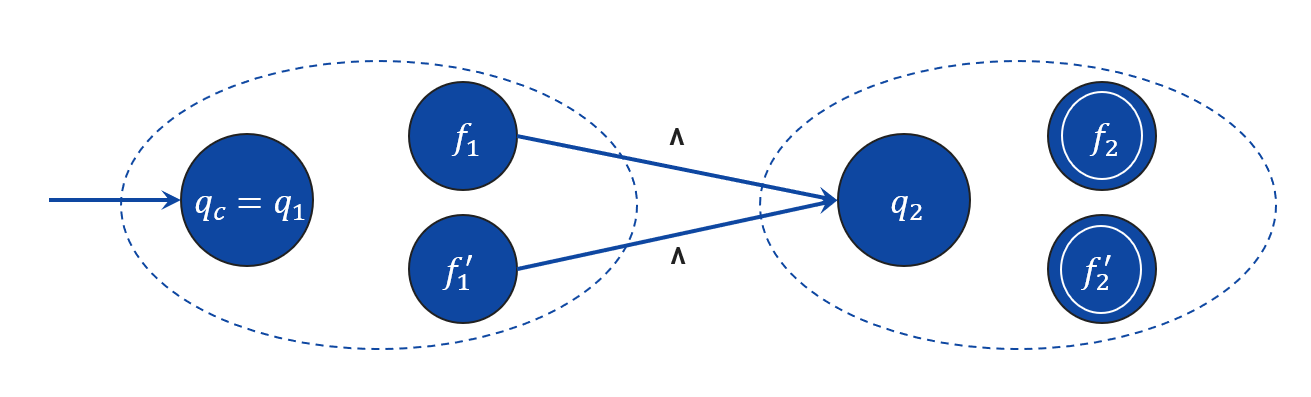 q_c = q_1
f_1
f_1'
∧
∧
q_2
f_2
f_2'